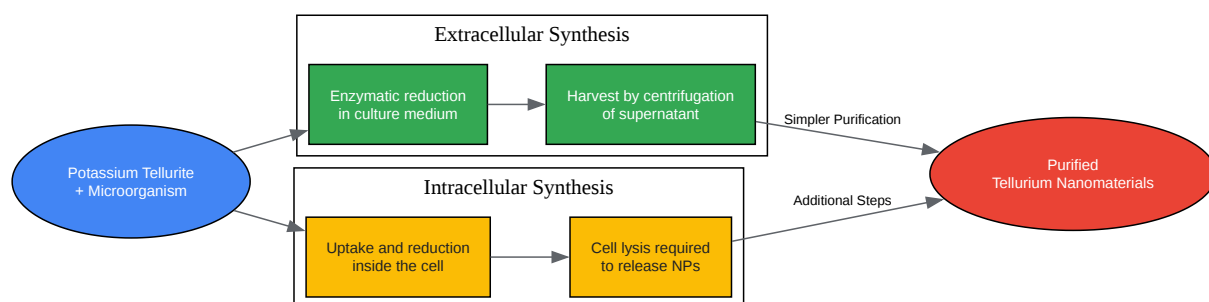 Extracellular Synthesis
Enzymatic reduction
in culture medium
Harvest by centrifugation
of supernatant
Simpler Purification
Potassium Tellurite
+ Microorganism
Purified
Tellurium Nanomaterials
Intracellular Synthesis
Additional Steps
Uptake and reduction
inside the cell
Cell lysis required
to release NPs